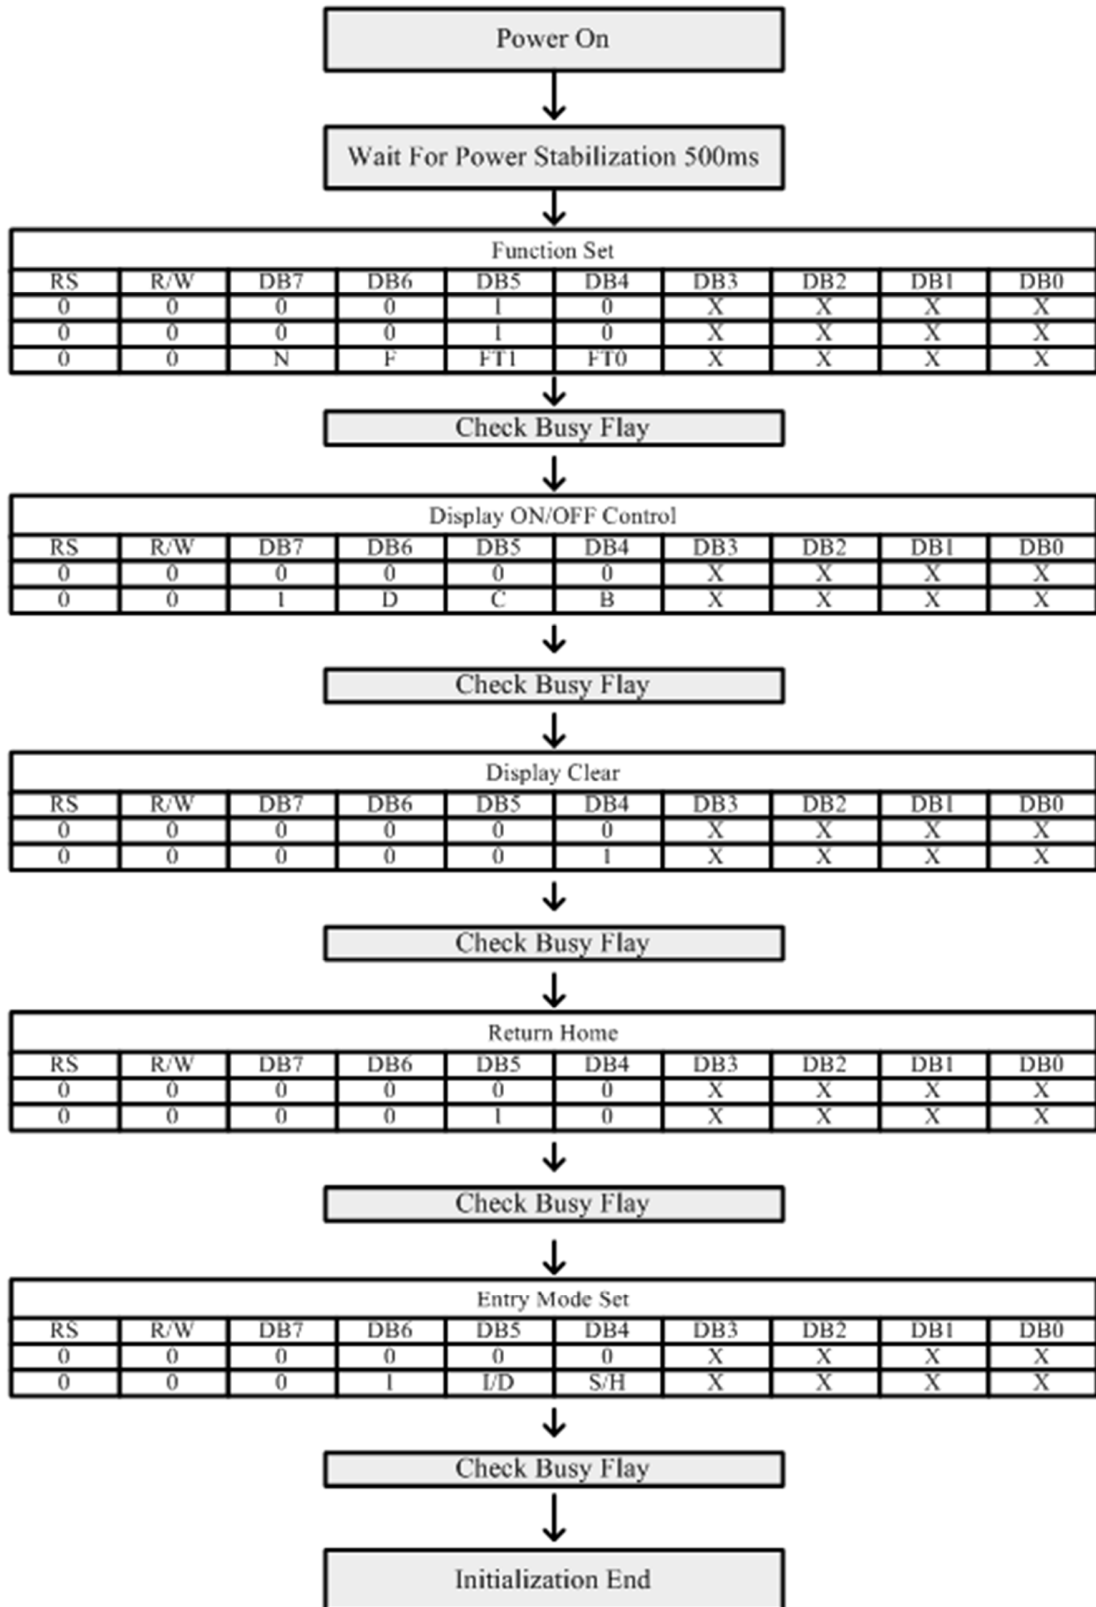 Power On
Wait For Power Stabilization 500ms
Function Set
RS R/W DB7 DB6 DB5 DB4 DB3 DB2 DB1 DB0
0 0 0 0 1 0 X X X X
0 0 0 0 1 0 X X X X
0 0 N F FT1 FT0 X X X X
Check Busy Flay
Display ON/OFF Control
RS R/W DB7 DB6 DB5 DB4 DB3 DB2 DB1 DB0
0 0 0 0 0 0 X X X X
0 0 1 D C B X X X X
Check Busy Flay
Display Clear
RS R/W DB7 DB6 DB5 DB4 DB3 DB2 DB1 DB0
0 0 0 0 0 0 X X X X
0 0 0 0 0 1 X X X X
Check Busy Flay
Return Home
RS R/W DB7 DB6 DB5 DB4 DB3 DB2 DB1 DB0
0 0 0 0 0 0 X X X X
0 0 0 0 1 0 X X X X
Check Busy Flay
Entry Mode Set
RS R/W DB7 DB6 DB5 DB4 DB3 DB2 DB1 DB0
0 0 0 0 0 0 X X X X
0 0 0 1 I/D S/H X X X X
Check Busy Flay
Initialization End